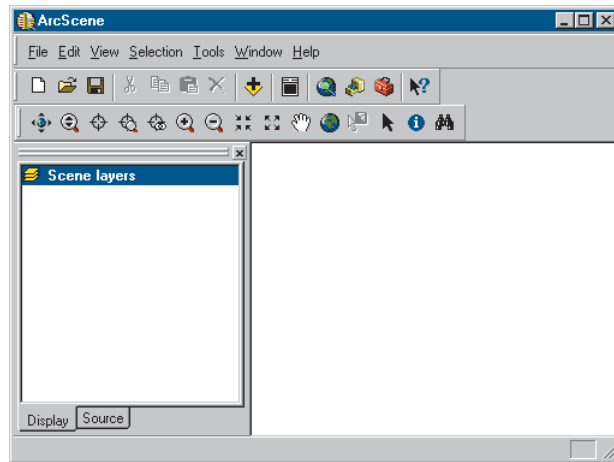 ArcScene
File Edit View Selection Tools Window Help
Scene layers
Display Source